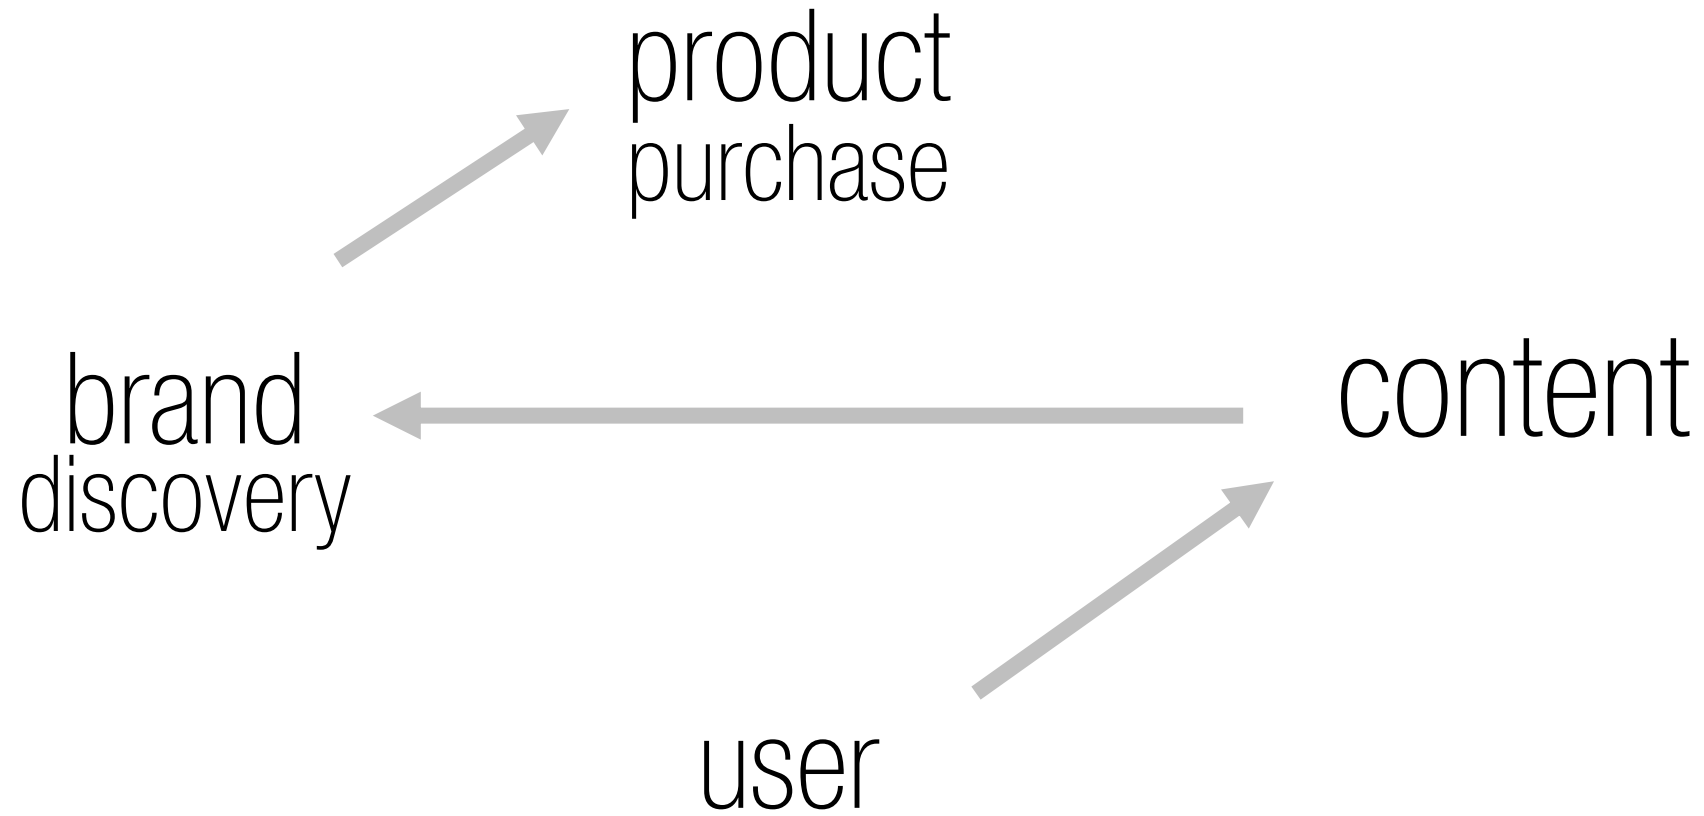 product
purchase
brand
discovery
content
user